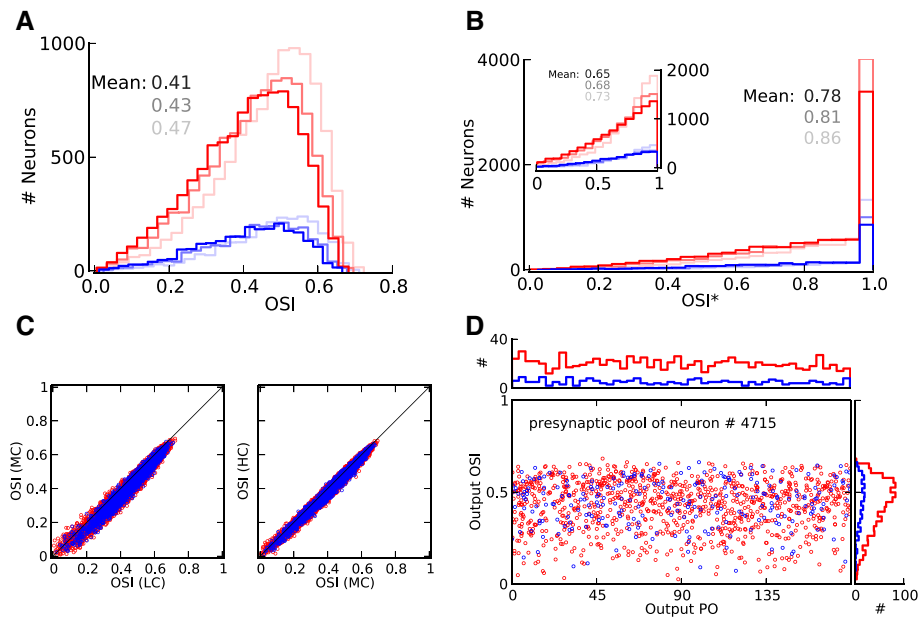 A
1000
500
0
# Neurons
Mean: 0.41
0.43
0.47
0.0 0.2 0.4 0.6 0.8
OSI
B
4000
2000
0
# Neurons
Mean: 0.65
0.68
0.73
2000
1000
0
0 0.5 1
Mean: 0.78
0.81
0.86
0.0 0.2 0.4 0.6 0.8 1.0
OSI*
C
1
0.8
0.6
0.4
0.2
0
OSI (MC)
0 0.2 0.4 0.6 0.8 1
OSI (LC)
1
0.8
0.6
0.4
0.2
0
OSI (HC)
0 0.2 0.4 0.6 0.8 1
OSI (MC)
D
40
0
#
1
0.5
0
Output OSI
presynaptic pool of neuron # 4715
0 45 90 135
Output PO
0 100
#